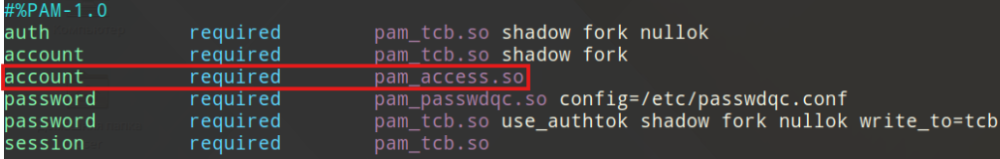 #%PAM-1.0
auth required pam_tcb.so shadow fork nullok
account required pam_tcb.so shadow fork
account required pam_access.so
password required pam_passwdqc.so config=/etc/passwdqc.conf
password required pam_tcb.so use_authtok shadow fork nullok write_to=tcb
session required pam_tcb.so